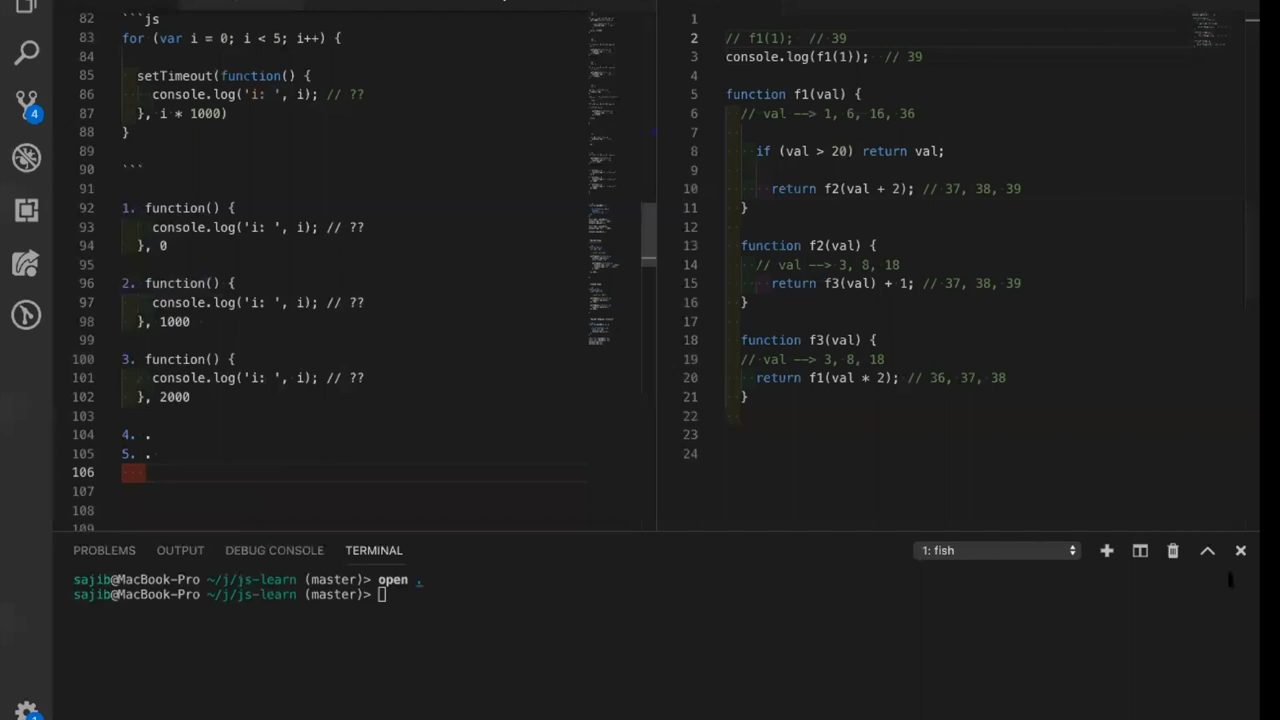 82 ```js
83 for (var i = 0; i < 5; i++) {
84
85 setTimeout(function() {
86 console.log('i: ', i); // ??
87 }, i * 1000)
88 }
89
90 ```
91
92 1. function() {
93 console.log('i: ', i); // ??
94 }, 0
95
96 2. function() {
97 console.log('i: ', i); // ??
98 }, 1000
99
100 3. function() {
101 console.log('i: ', i); // ??
102 }, 2000
103
104 4. .
105 5. .
106
107
108
109
1
2 // f1(1); // 39
3 console.log(f1(1)); // 39
4
5 function f1(val) {
6 // val --> 1, 6, 16, 36
7
8 if (val > 20) return val;
9
10 return f2(val + 2); // 37, 38, 39
11 }
12
13 function f2(val) {
14 // val --> 3, 8, 18
15 return f3(val) + 1; // 37, 38, 39
16 }
17
18 function f3(val) {
19 // val --> 3, 8, 18
20 return f1(val * 2); // 36, 37, 38
21 }
22
23
24
4
PROBLEMS OUTPUT DEBUG CONSOLE TERMINAL 1: fish
sajib@MacBook-Pro ~/j/js-learn (master)> open .
sajib@MacBook-Pro ~/j/js-learn (master)>
1